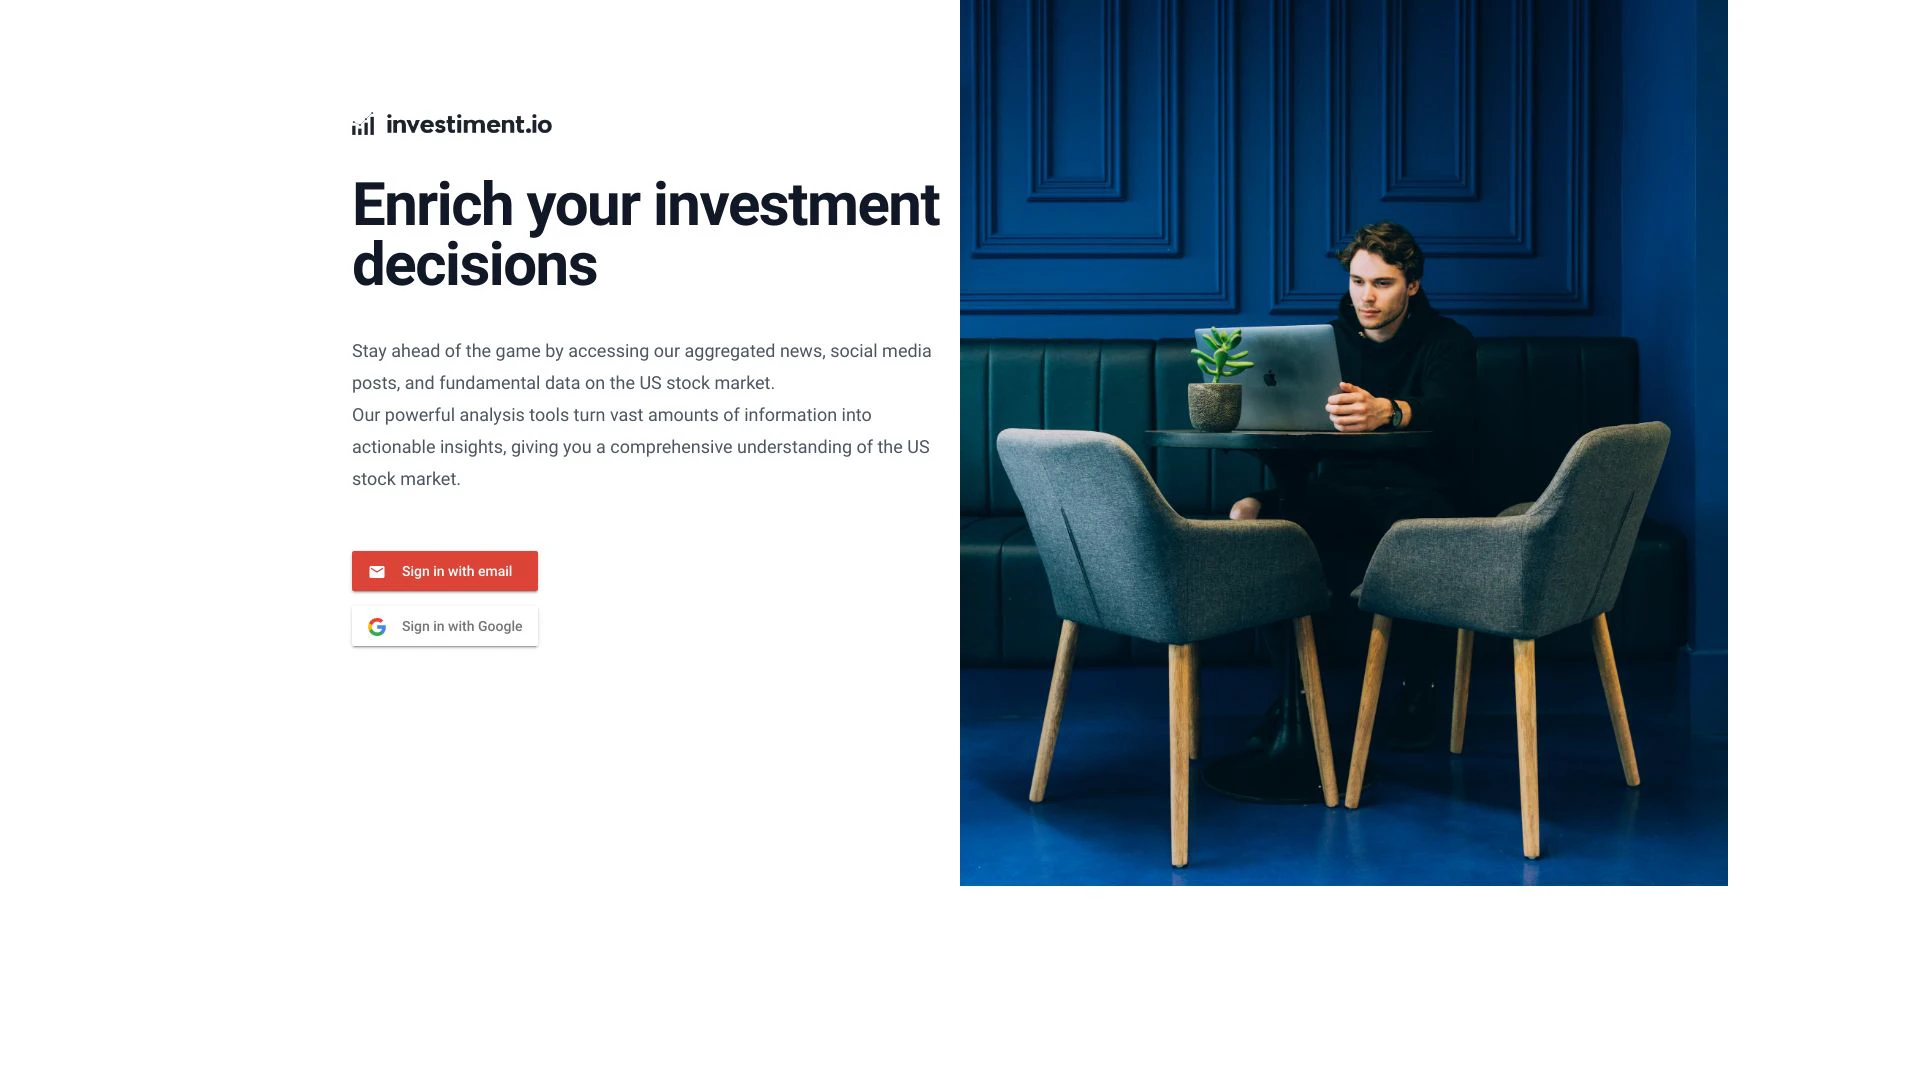 investiment.io
Enrich your investment
decisions
Stay ahead of the game by accessing our aggregated news, social media
posts, and fundamental data on the US stock market.
Our powerful analysis tools turn vast amounts of information into
actionable insights, giving you a comprehensive understanding of the US
stock market.
Sign in with email
Sign in with Google